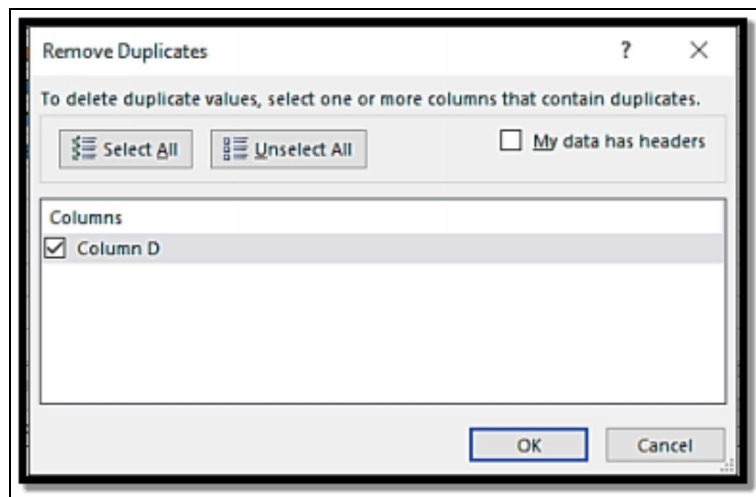 Remove Duplicates ?
To delete duplicate values, select one or more columns that contain duplicates.
Select All Unselect All My data has headers
Columns
Column D
OK Cancel